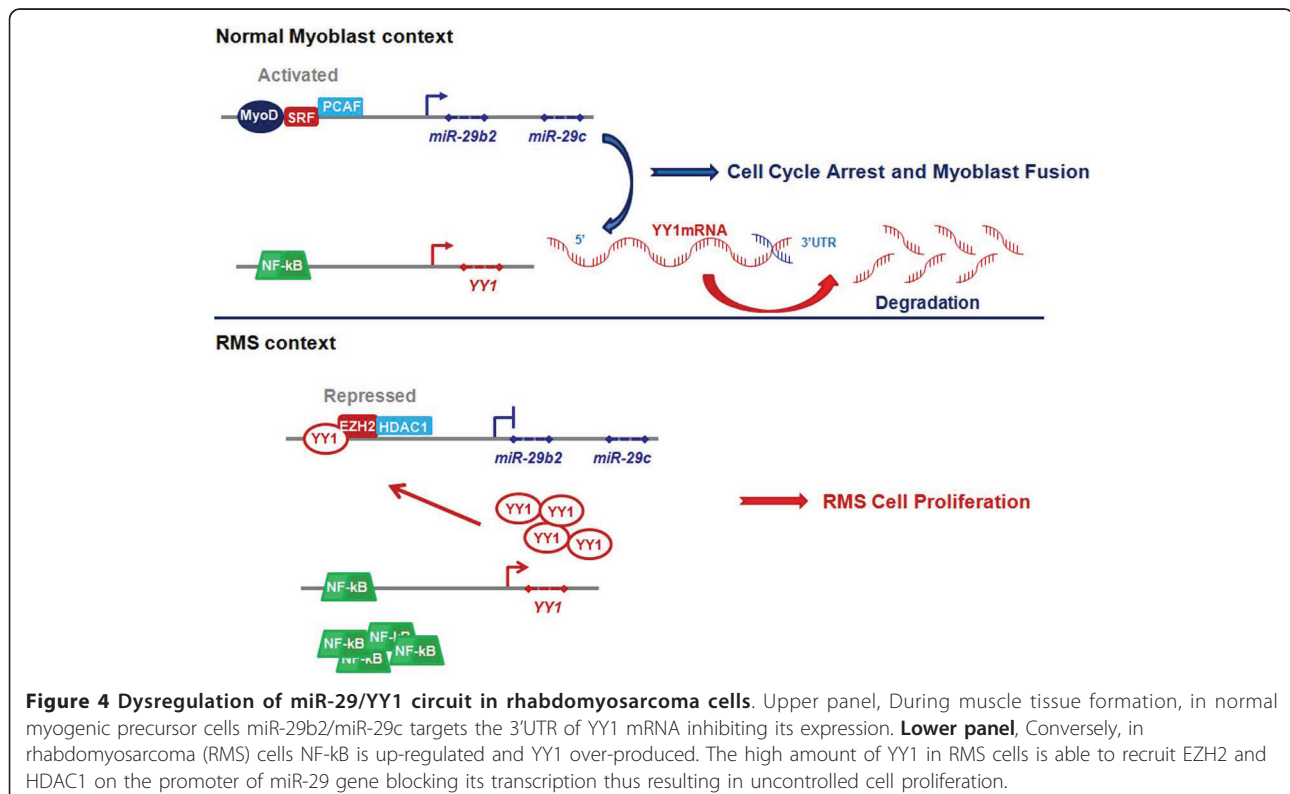 Normal Myoblast context
Activated
MyoD SRF PCAF
miR-29b2 miR-29c
Cell Cycle Arrest and Myoblast Fusion
5' YY1mRNA 3'UTR
NF-kB
YY1
Degradation
RMS context
Repressed
YY1 EZH2 HDAC1
miR-29b2 miR-29c
YY1 YY1
YY1 YY1
RMS Cell Proliferation
NF-kB
YY1
NF-kB NF-kB
NF-kB NF-kB
Figure 4 Dysregulation of miR-29/YY1 circuit in rhabdomyosarcoma cells. Upper panel, During muscle tissue formation, in normal
myogenic precursor cells miR-29b2/miR-29c targets the 3'UTR of YY1 mRNA inhibiting its expression. Lower panel, Conversely, in
rhabdomyosarcoma (RMS) cells NF-kB is up-regulated and YY1 over-produced. The high amount of YY1 in RMS cells is able to recruit EZH2 and
HDAC1 on the promoter of miR-29 gene blocking its transcription thus resulting in uncontrolled cell proliferation.